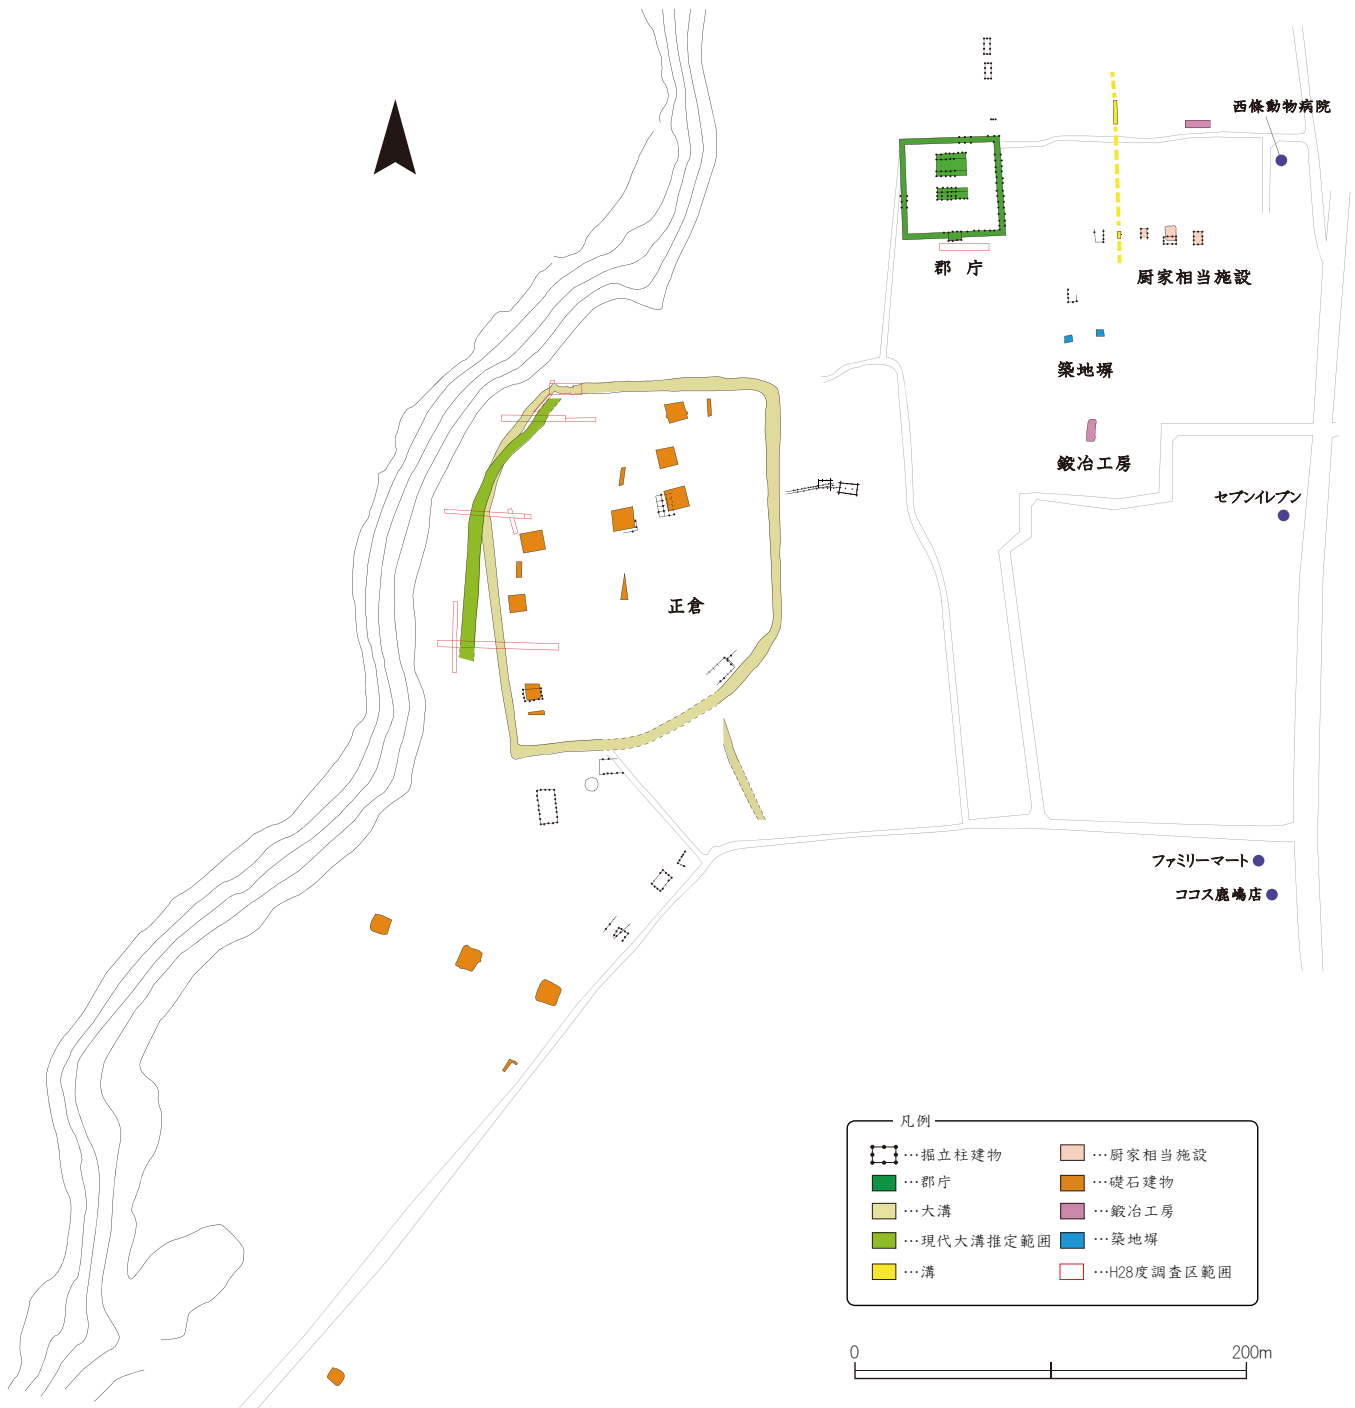 西條動物病院
郡 庁
厨家相当施設
築地塀
鍛冶工房
セブンイレブン
正倉
ファミリーマート
ココス鹿嶋店
凡例
…掘立柱建物
…厨家相当施設
…郡庁
…礎石建物
…大溝
…鍛冶工房
…現代大溝推定範囲
…築地塀
…溝
…H28度調査区範囲
0
200m